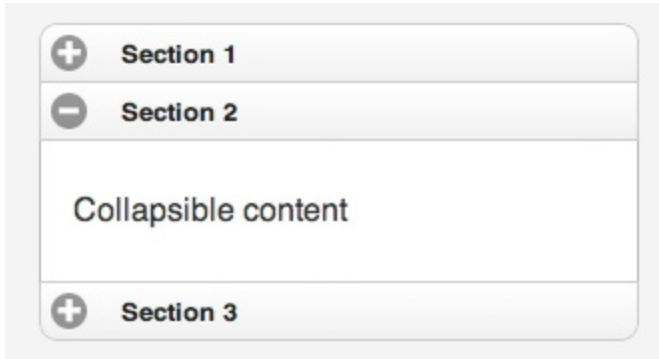 Section 1
Section 2
Collapsible content
Section 3